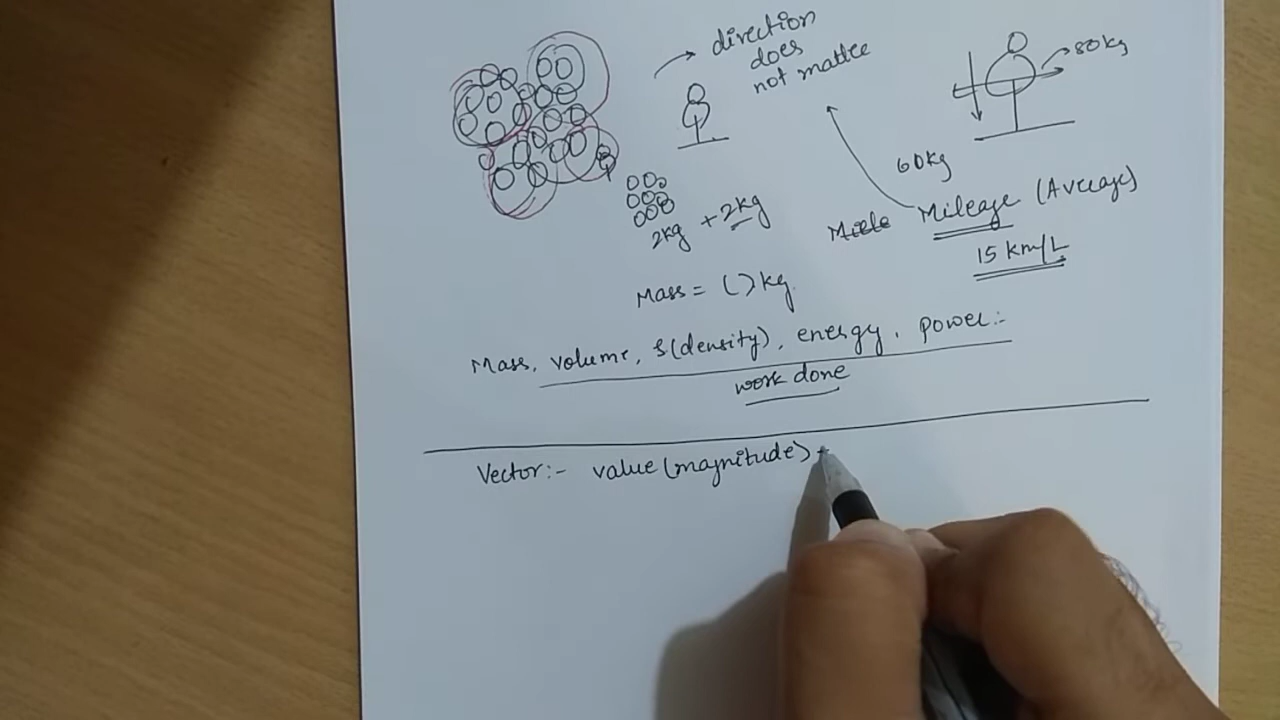 direction
does
not matter
80kg
60kg
2kg + 2kg
Miele Mileage (Average)
15 km/L
Mass = ( ) kg.
Mass, volume, S(density), energy, power:-
work done
Vector:- value (magnitude) +